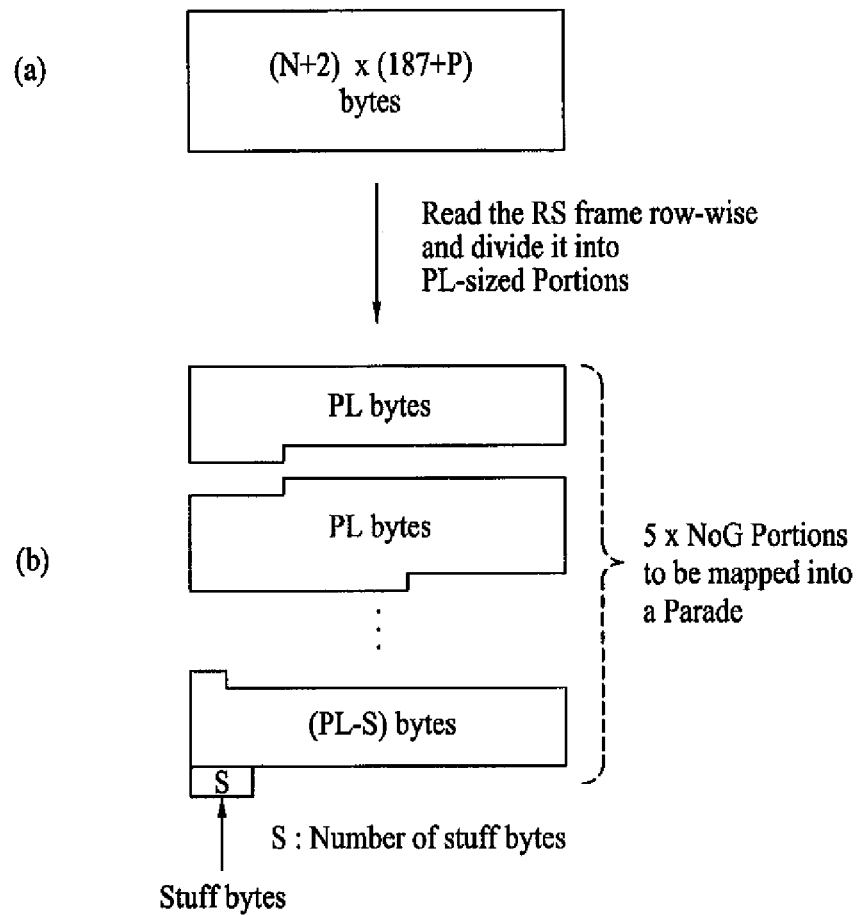 (a)
(N+2) x (187+P)
bytes
Read the RS frame row-wise
and divide it into
PL-sized Portions
PL bytes
PL bytes
(b)
5 x NoG Portions
to be mapped into
a Parade
(PL-S) bytes
S
S : Number of stuff bytes
Stuff bytes